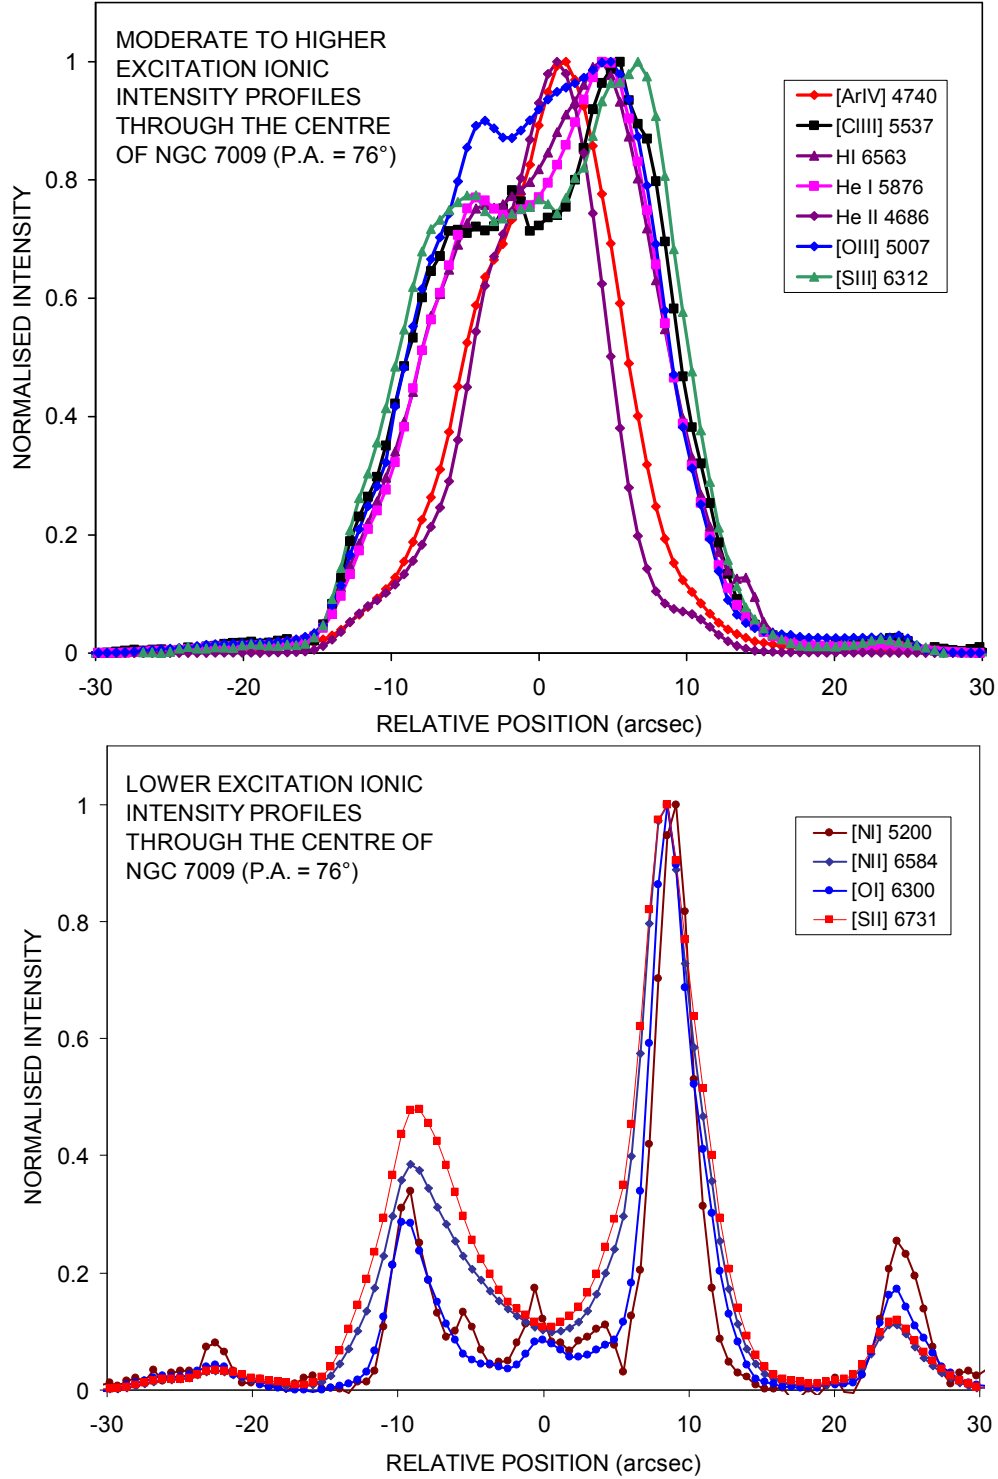 MODERATE TO HIGHER
EXCITATION IONIC
INTENSITY PROFILES
THROUGH THE CENTRE
OF NGC 7009 (P.A. = 76°)
[ArIV] 4740
[ClIII] 5537
HI 6563
He I 5876
He II 4686
[OIII] 5007
[SIII] 6312
NORMALISED INTENSITY
1
0.8
0.6
0.4
0.2
0
-30 -20 -10 0 10 20 30
RELATIVE POSITION (arcsec)
LOWER EXCITATION IONIC
INTENSITY PROFILES
THROUGH THE CENTRE OF
NGC 7009 (P.A. = 76°)
[NI] 5200
[NII] 6584
[OI] 6300
[SII] 6731
NORMALISED INTENSITY
1
0.8
0.6
0.4
0.2
0
-30 -20 -10 0 10 20 30
RELATIVE POSITION (arcsec)